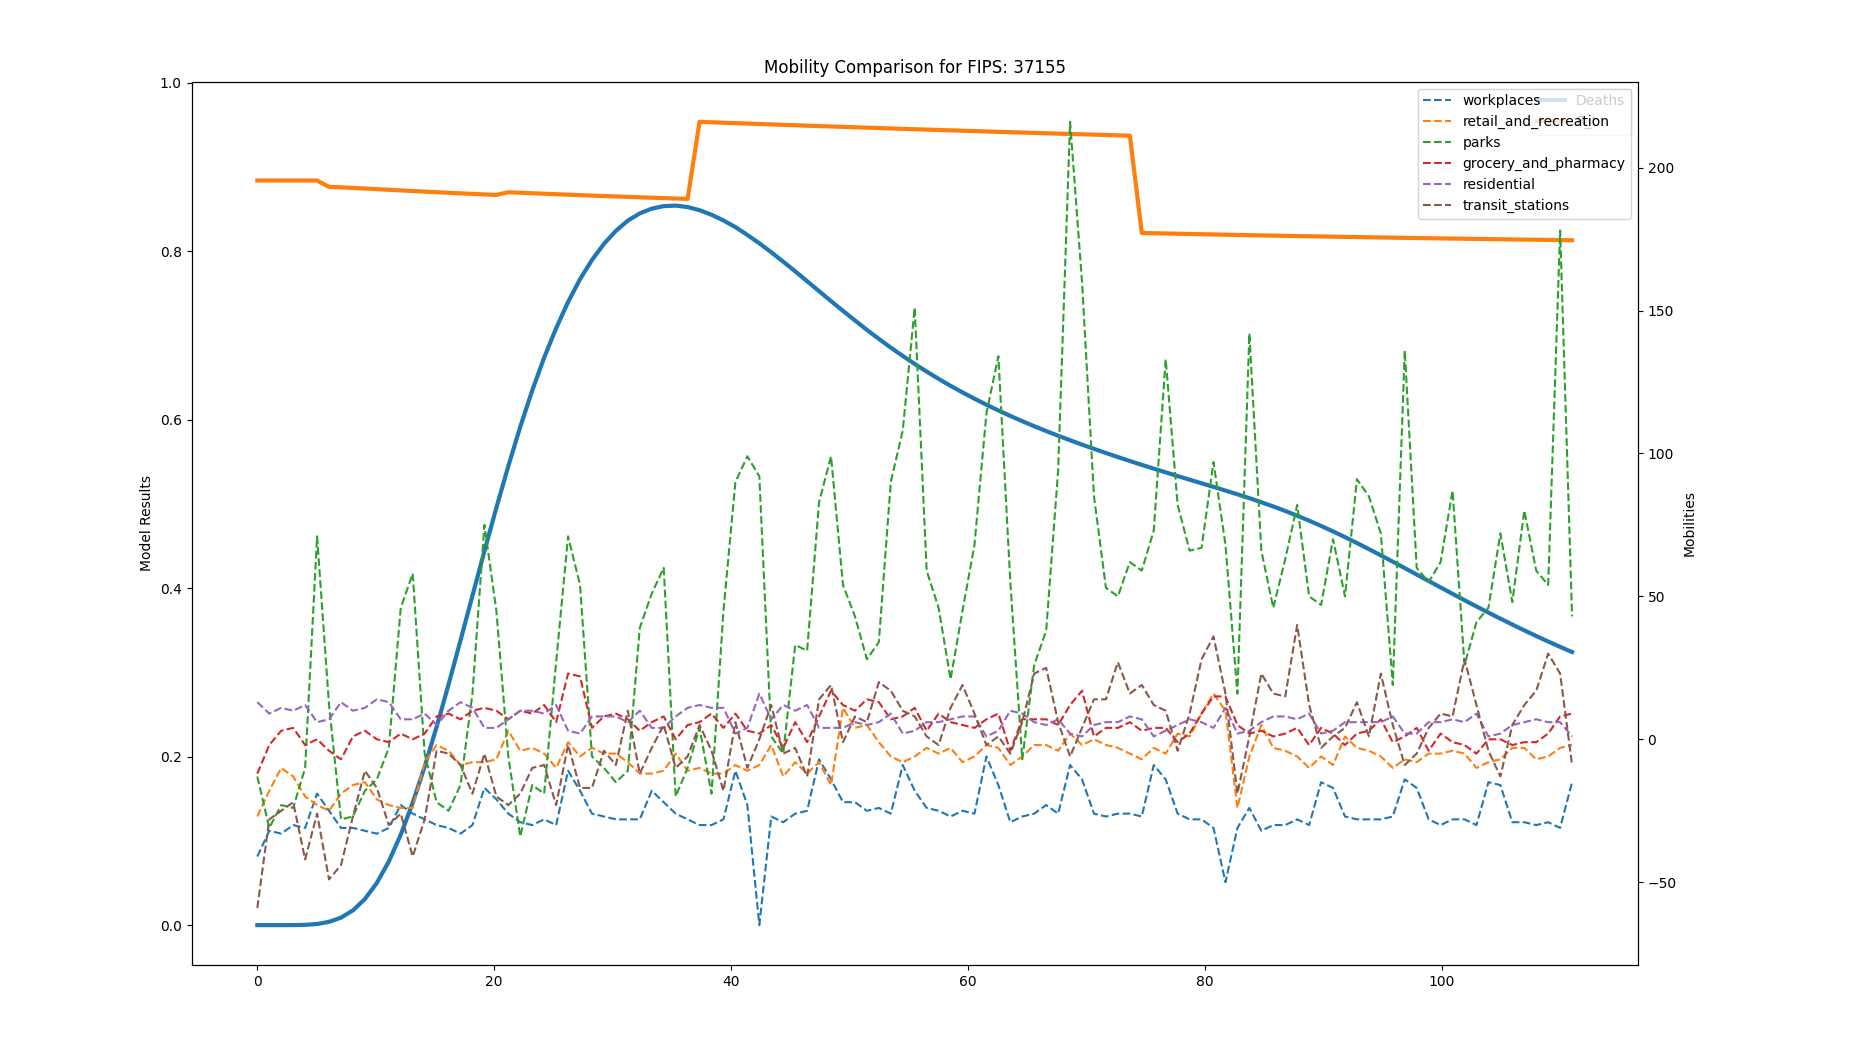 Mobility Comparison for FIPS: 37155
1.0
0.8
0.6
0.4
0.2
0.0
Model Results
0
20
40
60
80
100
200
150
100
50
0
−50
Mobilities
Deaths
workplaces
retail_and_recreation
parks
grocery_and_pharmacy
residential
transit_stations